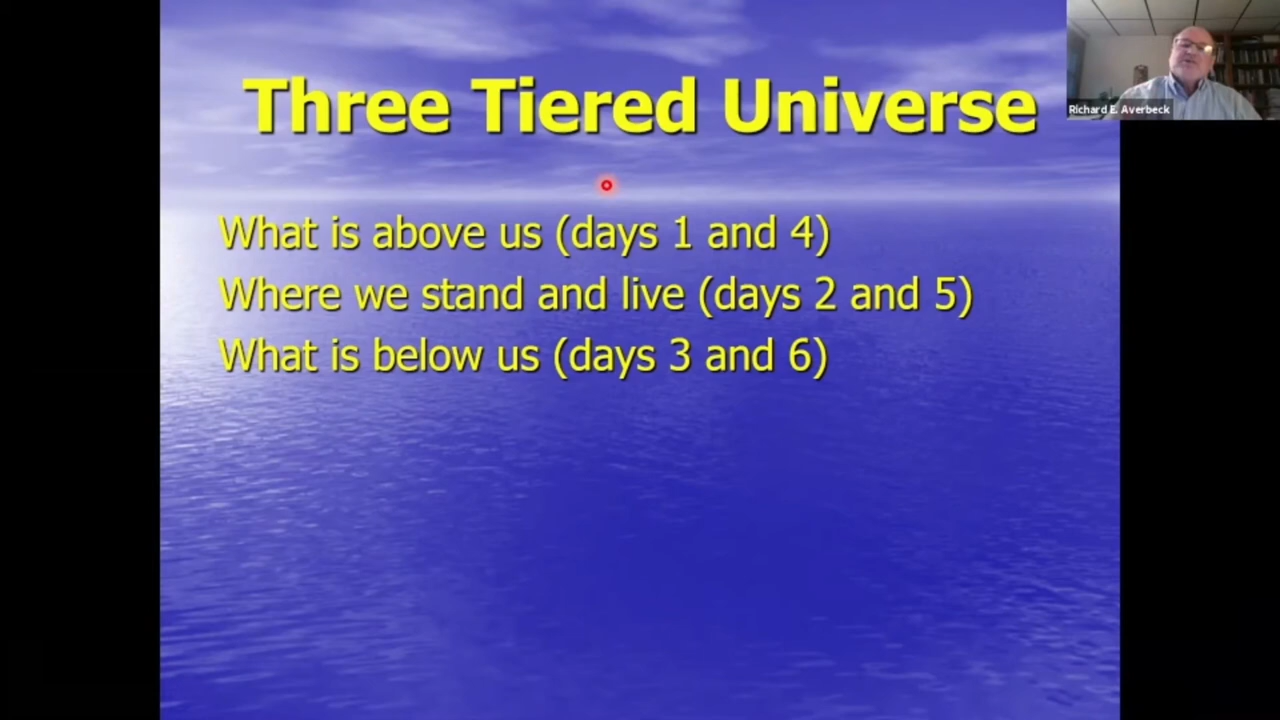 Three Tiered Universe
Richard E. Averbeck
What is above us (days 1 and 4)
Where we stand and live (days 2 and 5)
What is below us (days 3 and 6)